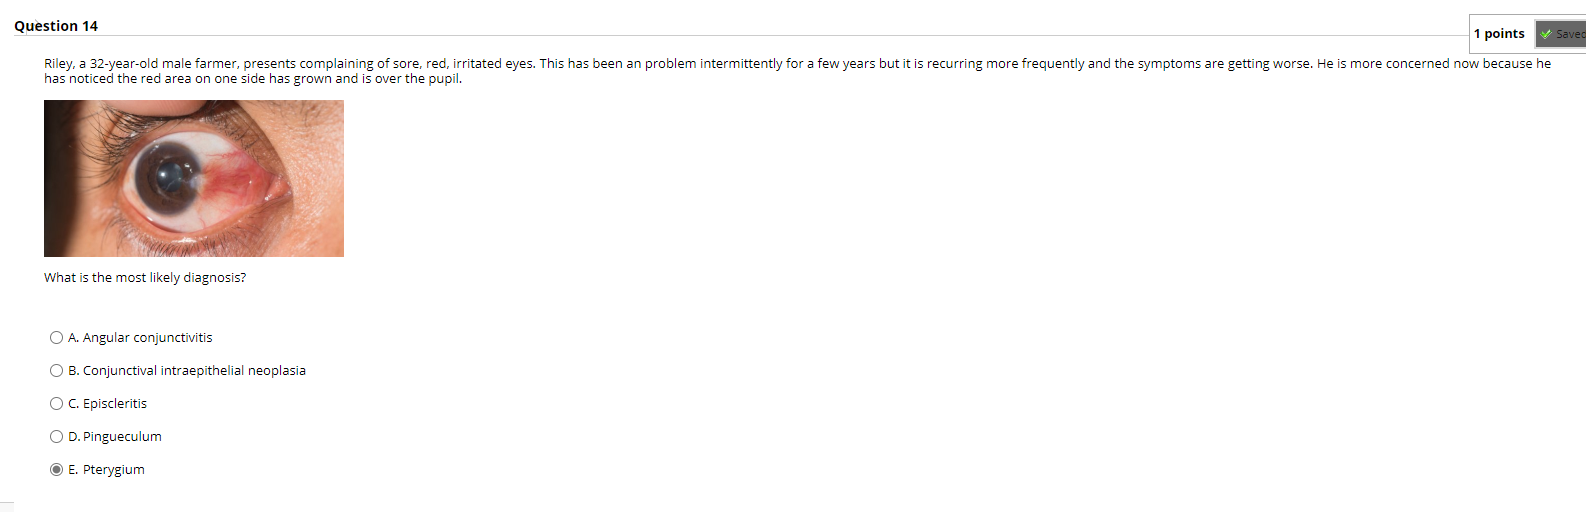 Question 14
1 points
Saved
Riley, a 32-year-old male farmer, presents complaining of sore, red, irritated eyes. This has been an problem intermittently for a few years but it is recurring more frequently and the symptoms are getting worse. He is more concerned now because he
has noticed the red area on one side has grown and is over the pupil.
What is the most likely diagnosis?
A. Angular conjunctivitis
B. Conjunctival intraepithelial neoplasia
C. Episcleritis
D. Pingueculum
E. Pterygium